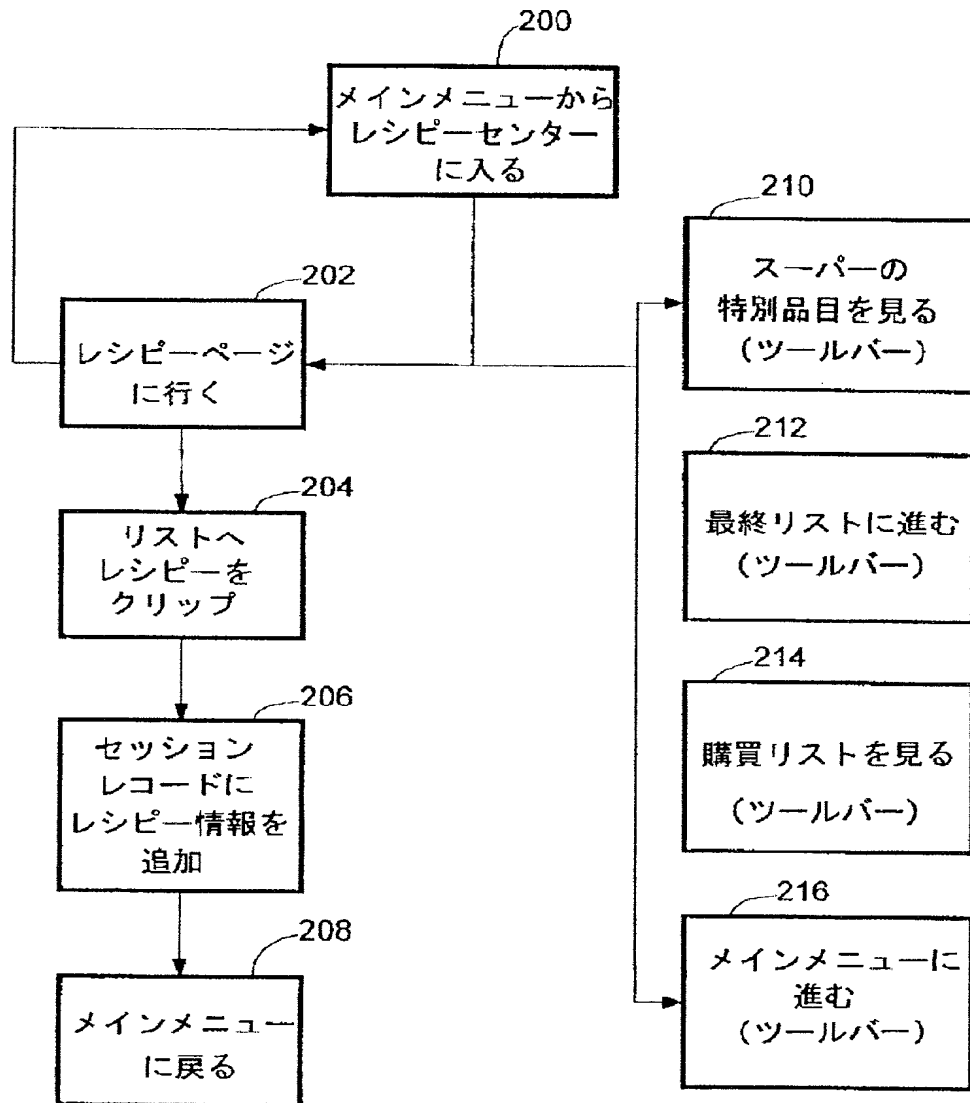 200
メインメニューから
レシピーセンター
に入る
202
レシピーページ
に行く
204
リストへ
レシピーを
クリップ
206
セッション
レコードに
レシピー情報を
追加
208
メインメニュー
に戻る
210
スーパーの
特別品目を見る
(ツールバー)
212
最終リストに進む
(ツールバー)
214
購買リストを見る
(ツールバー)
216
メインメニューに
進む
(ツールバー)